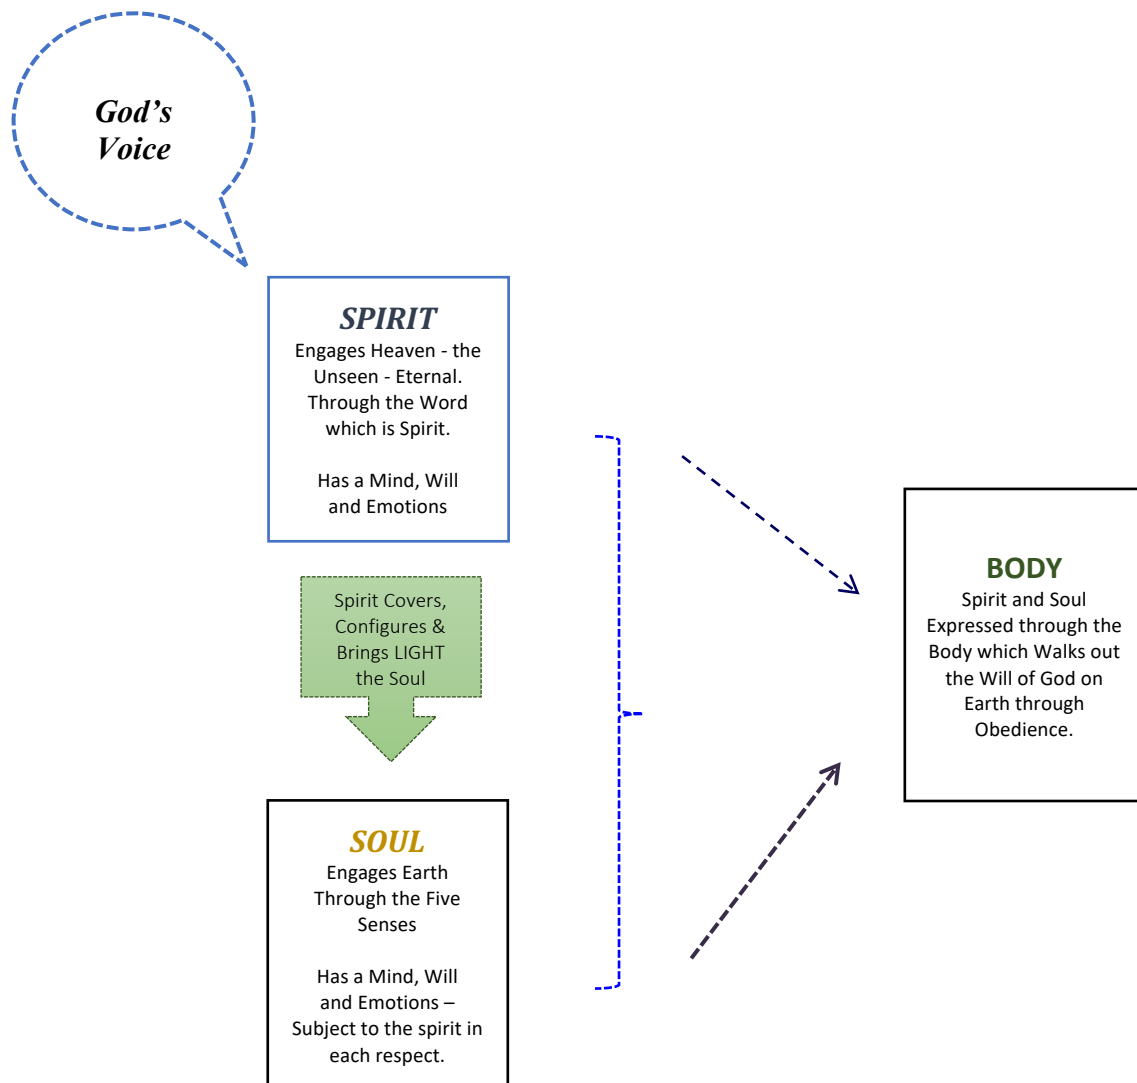 God’s
Voice
SPIRIT
Engages Heaven - the
Unseen - Eternal.
Through the Word
which is Spirit.
Has a Mind, Will
and Emotions
Spirit Covers,
Configures &
Brings LIGHT
the Soul
SOUL
Engages Earth
Through the Five
Senses
Has a Mind, Will
and Emotions –
Subject to the spirit in
each respect.
BODY
Spirit and Soul
Expressed through the
Body which Walks out
the Will of God on
Earth through
Obedience.